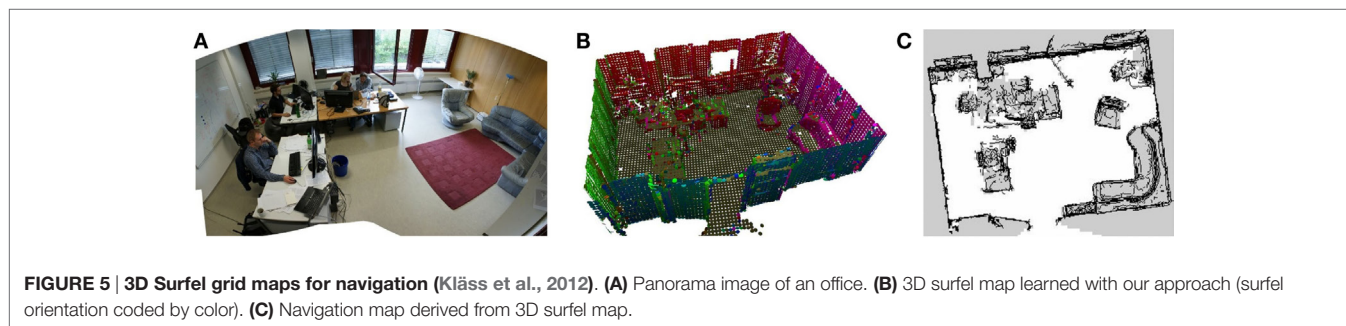 A
B
C
FIGURE 5 | 3D Surfel grid maps for navigation (Kläss et al., 2012). (A) Panorama image of an office. (B) 3D surfel map learned with our approach (surfel
orientation coded by color). (C) Navigation map derived from 3D surfel map.